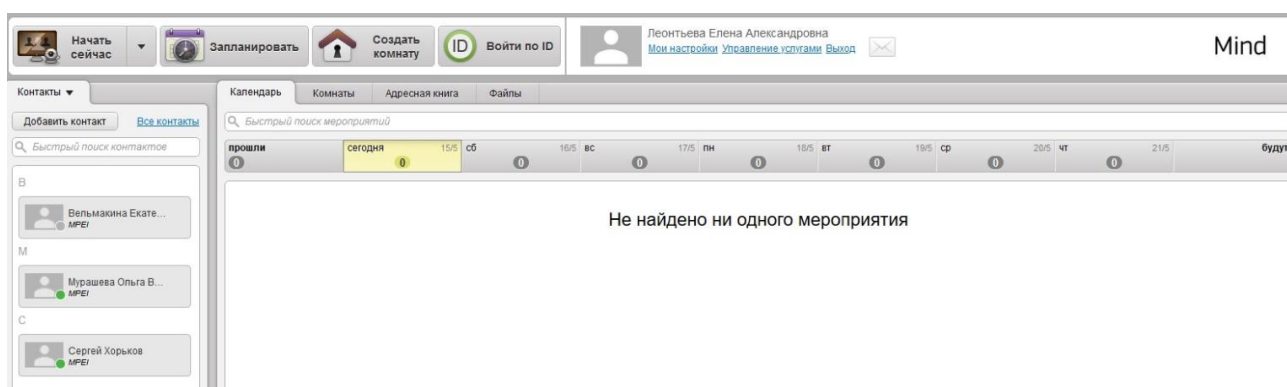 Начать сейчас
Запланировать
Создать комнату
ID Войти по ID
Леонтьева Елена Александровна
Мои настройки Управление услугами Выход
Mind
Контакты
Календарь Комнаты Адресная книга Файлы
Добавить контакт Все контакты
Быстрый поиск мероприятий
Быстрый поиск контактов
прошли сегодня 15/5 сб 16/5 вс 17/5 пн 18/5 вт 19/5 ср 20/5 чт 21/5
0 0 0 0 0 0 0 0
В
Вельмакина Екате...
MPEI
Не найдено ни одного мероприятия
М
Мурашева Ольга В...
MPEI
С
Сергей Хорьков
MPEI